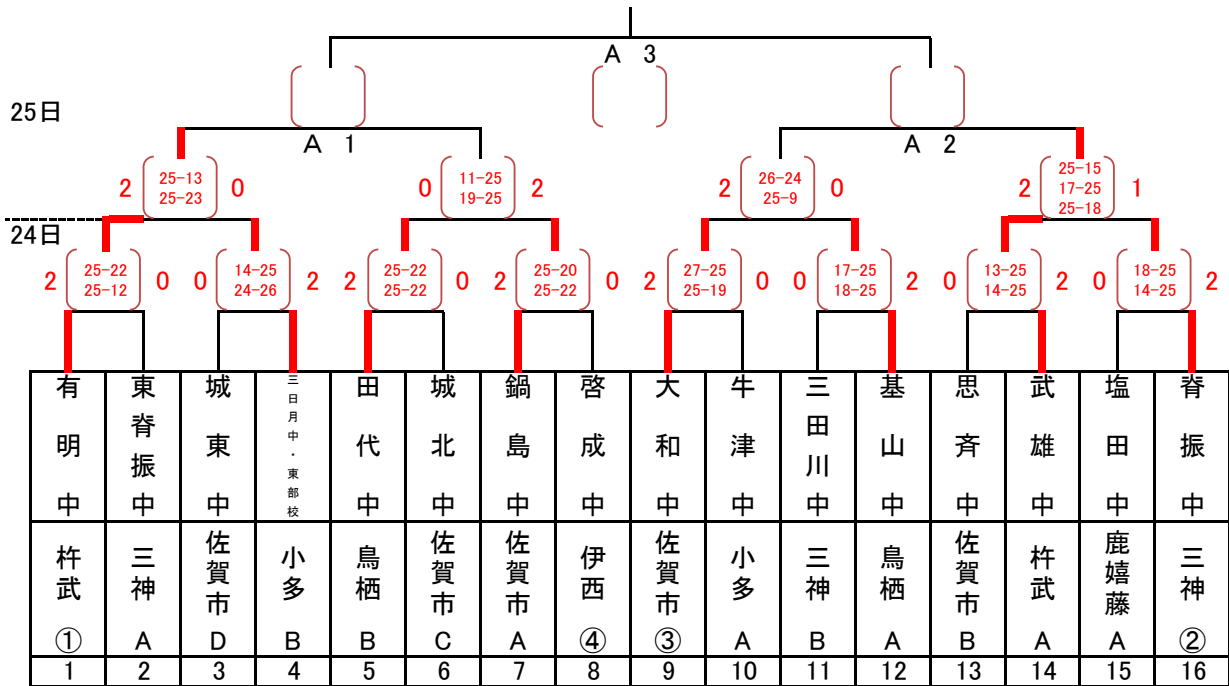 A 3
25日
A 1
A 2
2 25-13 0 0 11-25 2 2 26-24 0 2 25-15 1
25-23 19-25 25-9 17-25
25-18
24日
2 25-22 0 0 14-25 2 2 25-22 0 2 25-20 0 2 27-25 0 0 17-25 2 0 13-25 2 0 18-25 2
25-12 24-26 25-22 25-22 25-19 18-25 14-25 14-25
有明中 東脊振中 城東中 三日月中・東部校 田代中 城北中 鍋島中 啓成中 大和中 牛津中 三田川中 基山中 思斉中 武雄中 塩田中 脊振中
杵武 三神 佐賀市 小多 鳥栖 佐賀市 佐賀市 伊西 佐賀市 小多 三神 鳥栖 佐賀市 杵武 鹿嬉藤 三神
① A D B B C A ④ ③ A B A B A A ②
1 2 3 4 5 6 7 8 9 10 11 12 13 14 15 16